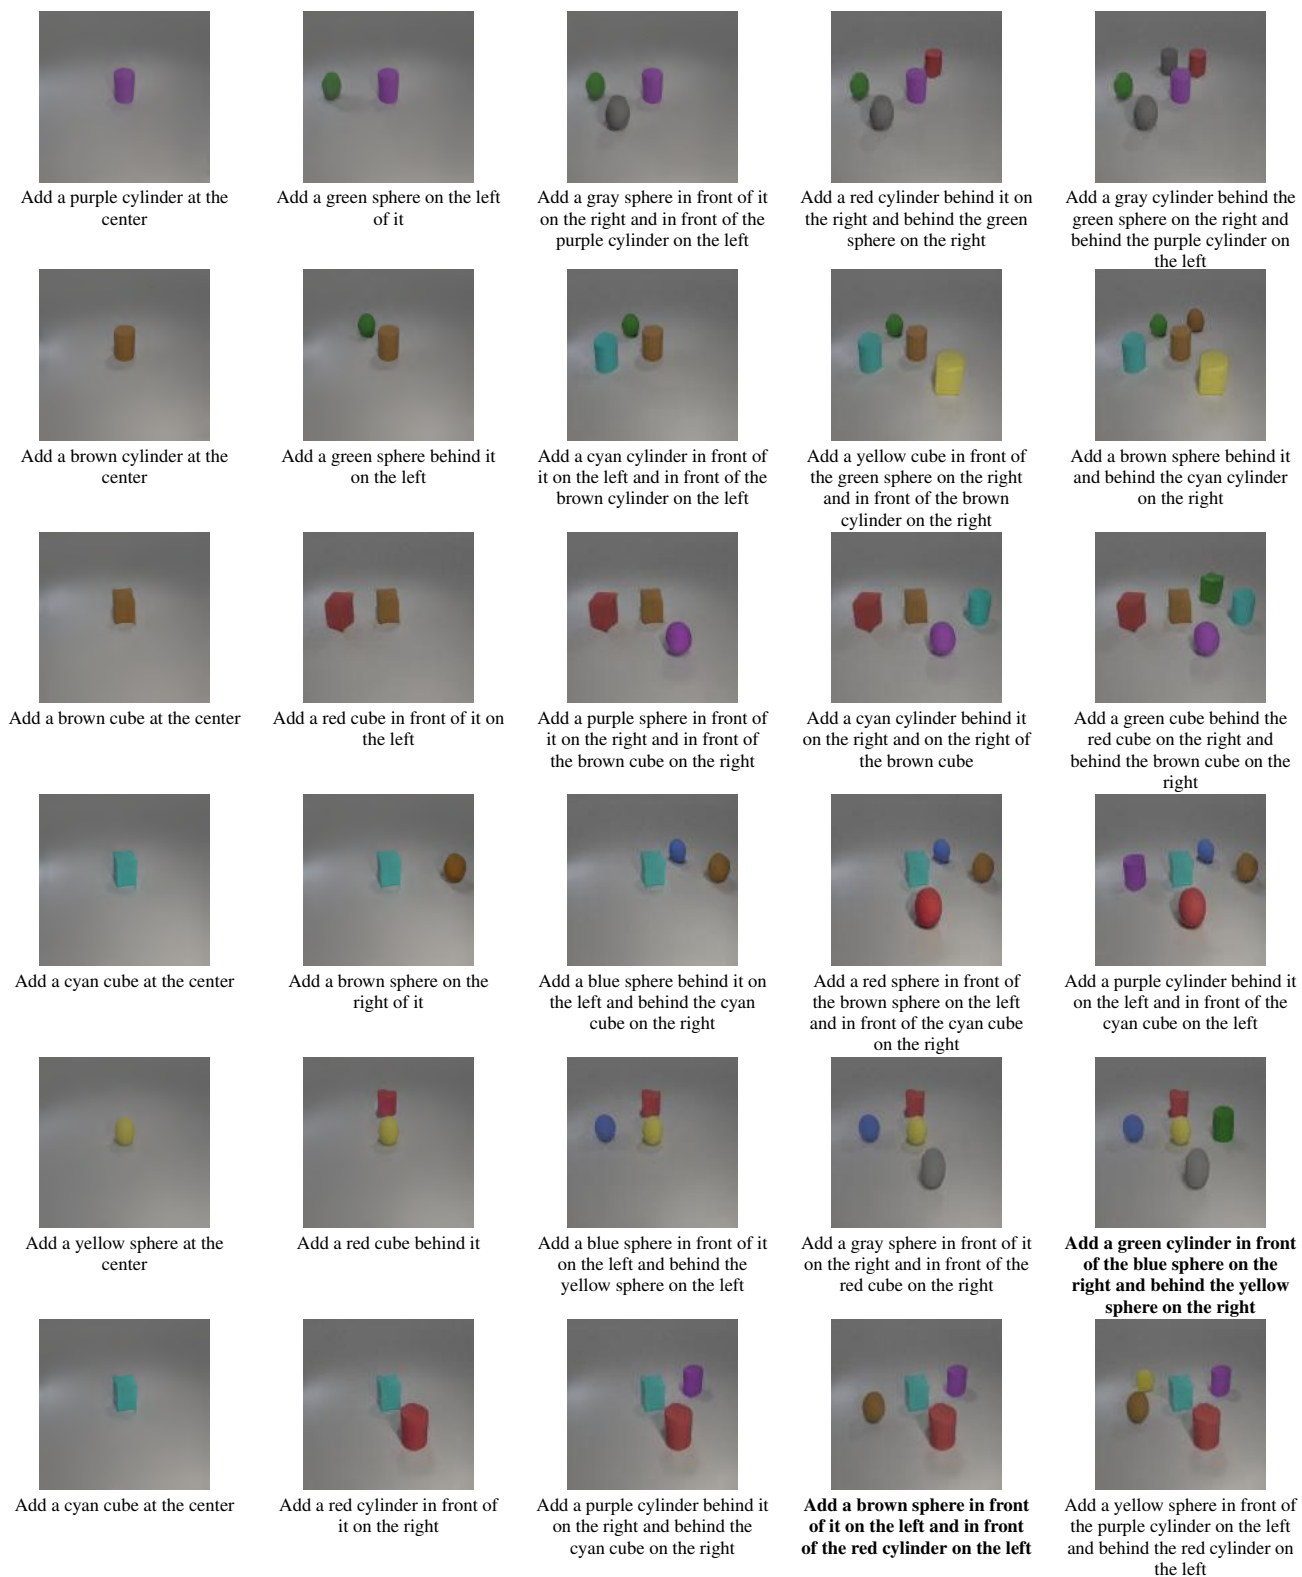 Add a purple cylinder at the
center
Add a green sphere on the left
of it
Add a gray sphere in front of it
on the right and in front of the
purple cylinder on the left
Add a red cylinder behind it on
the right and behind the green
sphere on the right
Add a gray cylinder behind the
green sphere on the right and
behind the purple cylinder on
the left
Add a brown cylinder at the
center
Add a green sphere behind it
on the left
Add a cyan cylinder in front of
it on the left and in front of the
brown cylinder on the left
Add a yellow cube in front of
the green sphere on the right
and in front of the brown
cylinder on the right
Add a brown sphere behind it
and behind the cyan cylinder
on the right
Add a brown cube at the center
Add a red cube in front of it on
the left
Add a purple sphere in front of
it on the right and in front of
the brown cube on the right
Add a cyan cylinder behind it
on the right and on the right of
the brown cube
Add a green cube behind the
red cube on the right and
behind the brown cube on the
right
Add a cyan cube at the center
Add a brown sphere on the
right of it
Add a blue sphere behind it on
the left and behind the cyan
cube on the right
Add a red sphere in front of
the brown sphere on the left
and in front of the cyan cube
on the right
Add a purple cylinder behind it
on the left and in front of the
cyan cube on the left
Add a yellow sphere at the
center
Add a red cube behind it
Add a blue sphere in front of it
on the left and behind the
yellow sphere on the left
Add a gray sphere in front of it
on the right and in front of the
red cube on the right
Add a green cylinder in front
of the blue sphere on the
right and behind the yellow
sphere on the right
Add a cyan cube at the center
Add a red cylinder in front of
it on the right
Add a purple cylinder behind it
on the right and behind the
cyan cube on the right
Add a brown sphere in front
of it on the left and in front
of the red cylinder on the left
Add a yellow sphere in front of
the purple cylinder on the left
and behind the red cylinder on
the left